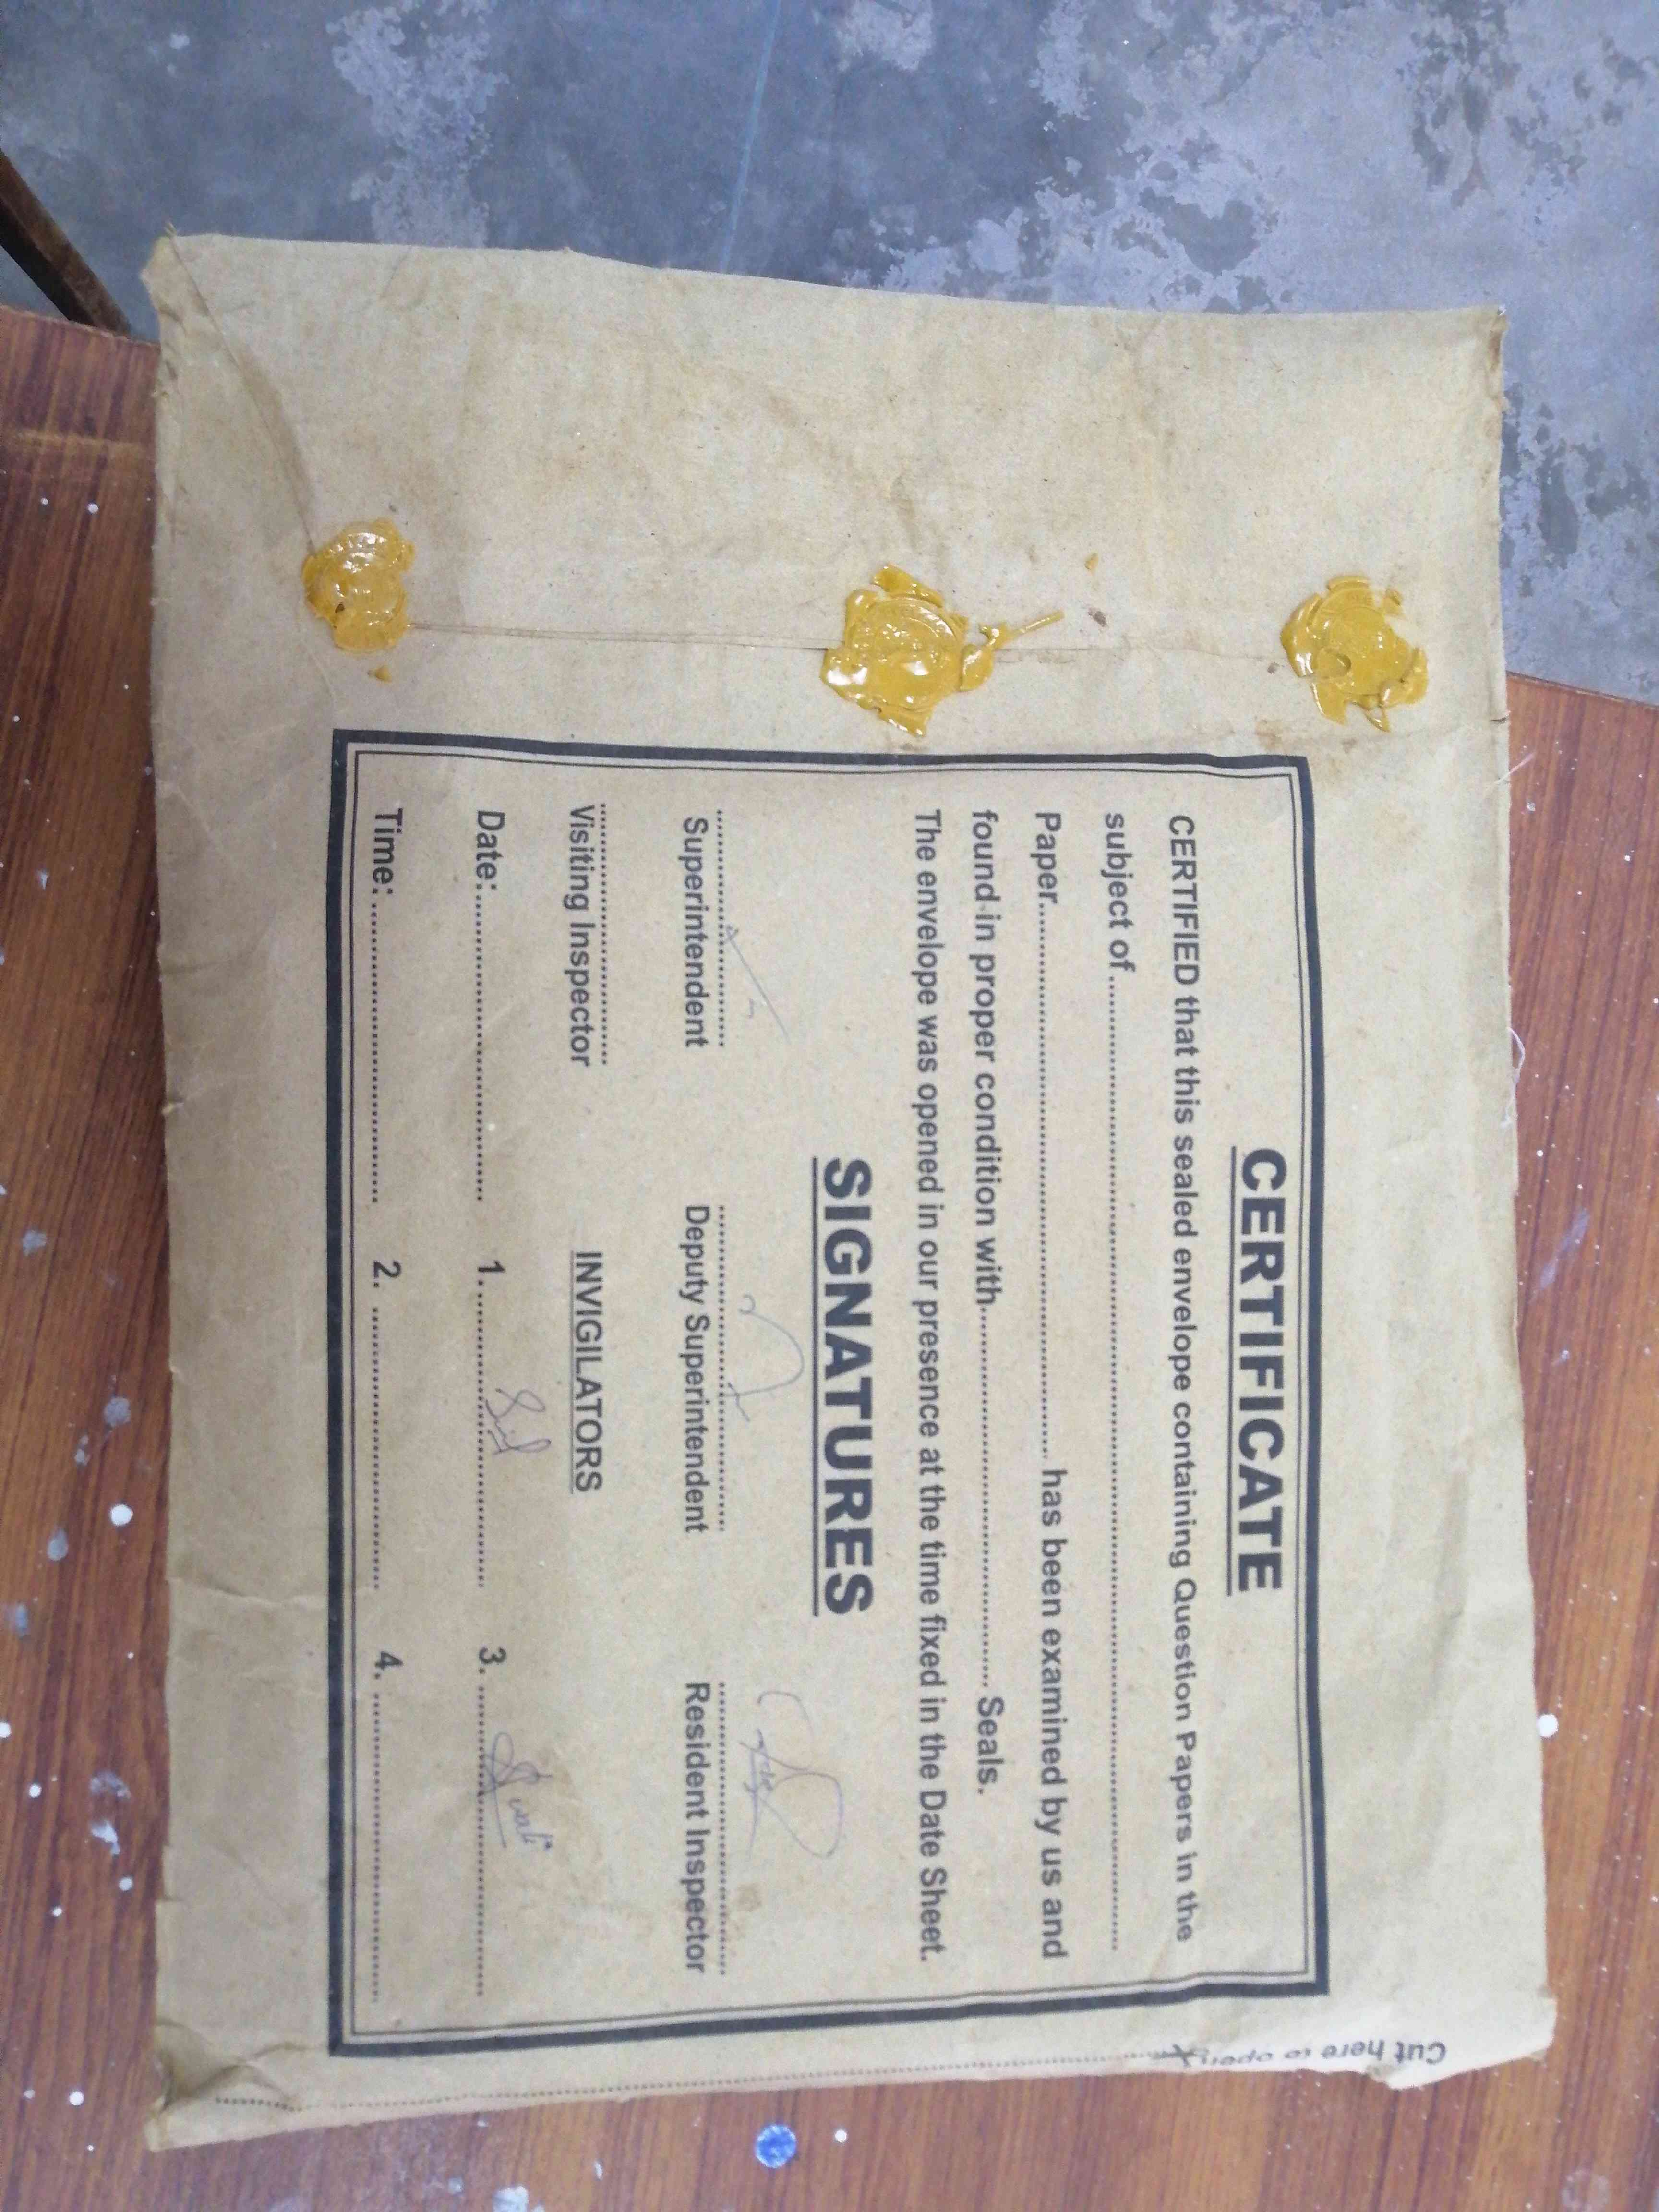 CERTIFICATE
CERTIFIED that this sealed envelope containing Question Papers in the
subject of
Paper has been examined by us and
found in proper condition with Seals.
The envelope was opened in our presence at the time fixed in the Date Sheet.
SIGNATURES
Superintendent Deputy Superintendent Resident Inspector
Visiting Inspector INVIGILATORS
Date: 1. 3. Swati
Time: 2. 4.
Cut here to open